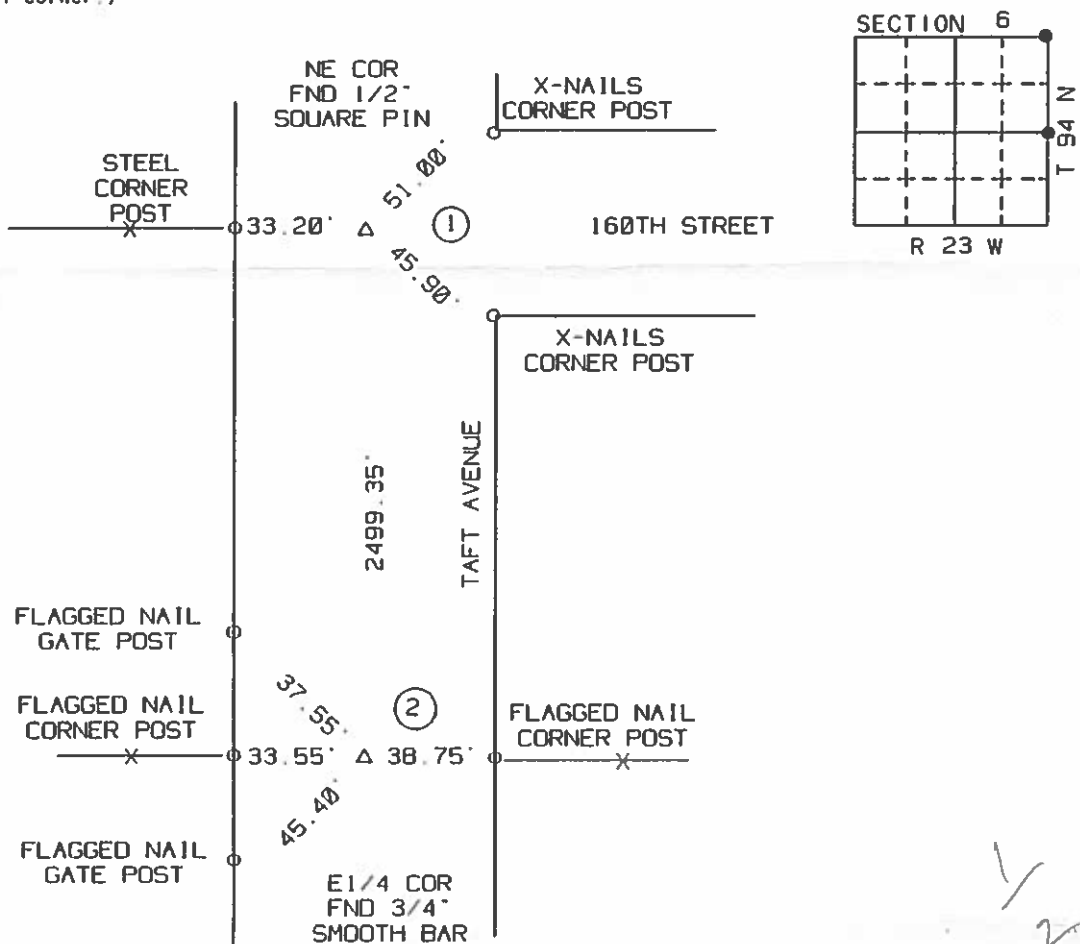 SECTION 6
T 94 N
R 23 W
NE COR
FND 1/2"
SQUARE PIN
X-NAILS
CORNER POST
STEEL
CORNER
POST
33.20'
51.00'
1
160TH STREET
45.90'
X-NAILS
CORNER POST
2499.35'
TAFT AVENUE
FLAGGED NAIL
GATE POST
37.55'
2
FLAGGED NAIL
CORNER POST
FLAGGED NAIL
CORNER POST
33.55'
38.75'
45.40'
FLAGGED NAIL
GATE POST
E1/4 COR
FND 3/4"
SMOOTH BAR